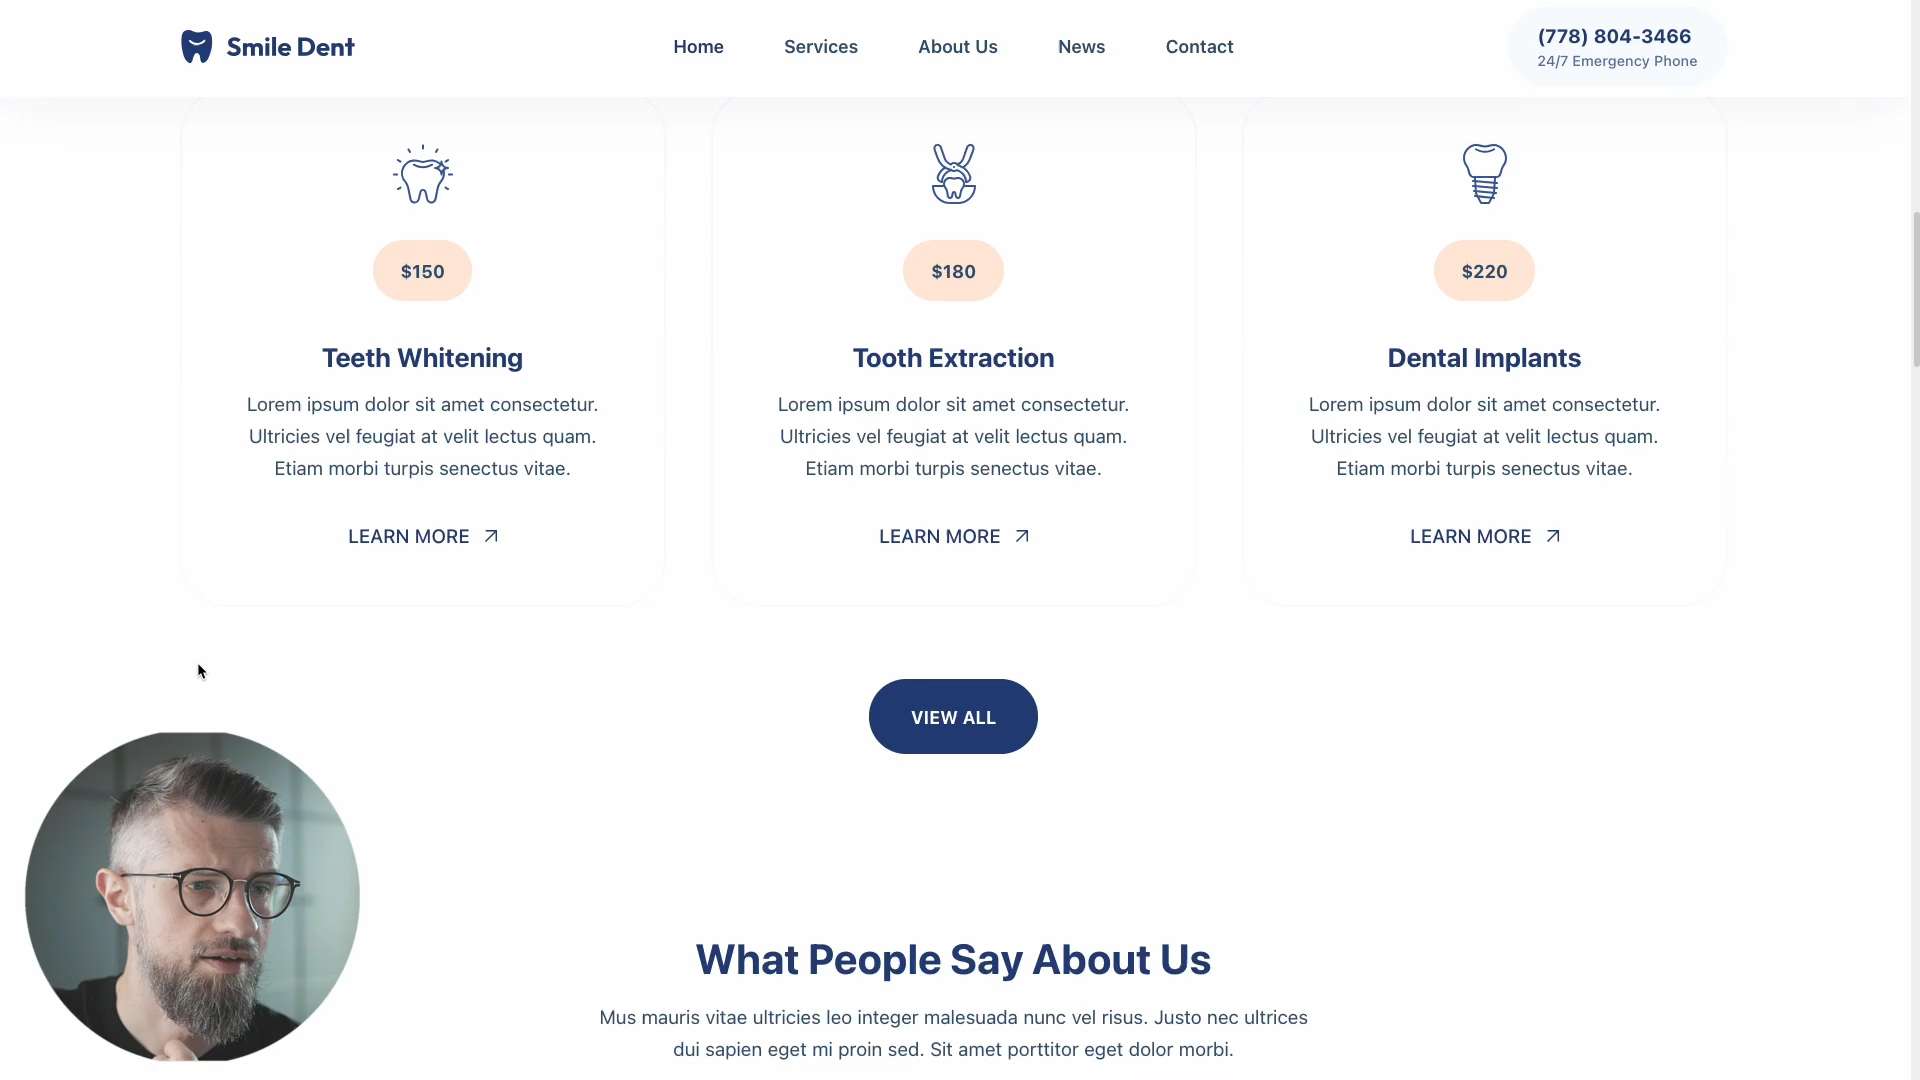 Smile Dent
Home
Services
About Us
News
Contact
(778) 804-3466
24/7 Emergency Phone
$150
Teeth Whitening
Lorem ipsum dolor sit amet consectetur.
Ultricies vel feugiat at velit lectus quam.
Etiam morbi turpis senectus vitae.
LEARN MORE
$180
Tooth Extraction
Lorem ipsum dolor sit amet consectetur.
Ultricies vel feugiat at velit lectus quam.
Etiam morbi turpis senectus vitae.
LEARN MORE
$220
Dental Implants
Lorem ipsum dolor sit amet consectetur.
Ultricies vel feugiat at velit lectus quam.
Etiam morbi turpis senectus vitae.
LEARN MORE
VIEW ALL
What People Say About Us
Mus mauris vitae ultricies leo integer malesuada nunc vel risus. Justo nec ultrices
dui sapien eget mi proin sed. Sit amet porttitor eget dolor morbi.